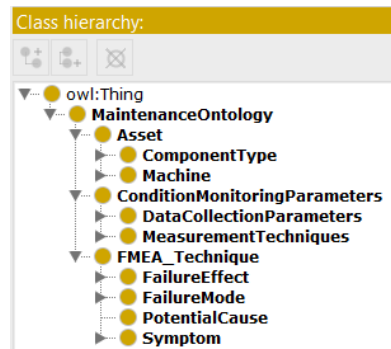 Class hierarchy:
owl:Thing
MaintenanceOntology
Asset
ComponentType
Machine
ConditionMonitoringParameters
DataCollectionParameters
MeasurementTechniques
FMEA_Technique
FailureEffect
FailureMode
PotentialCause
Symptom